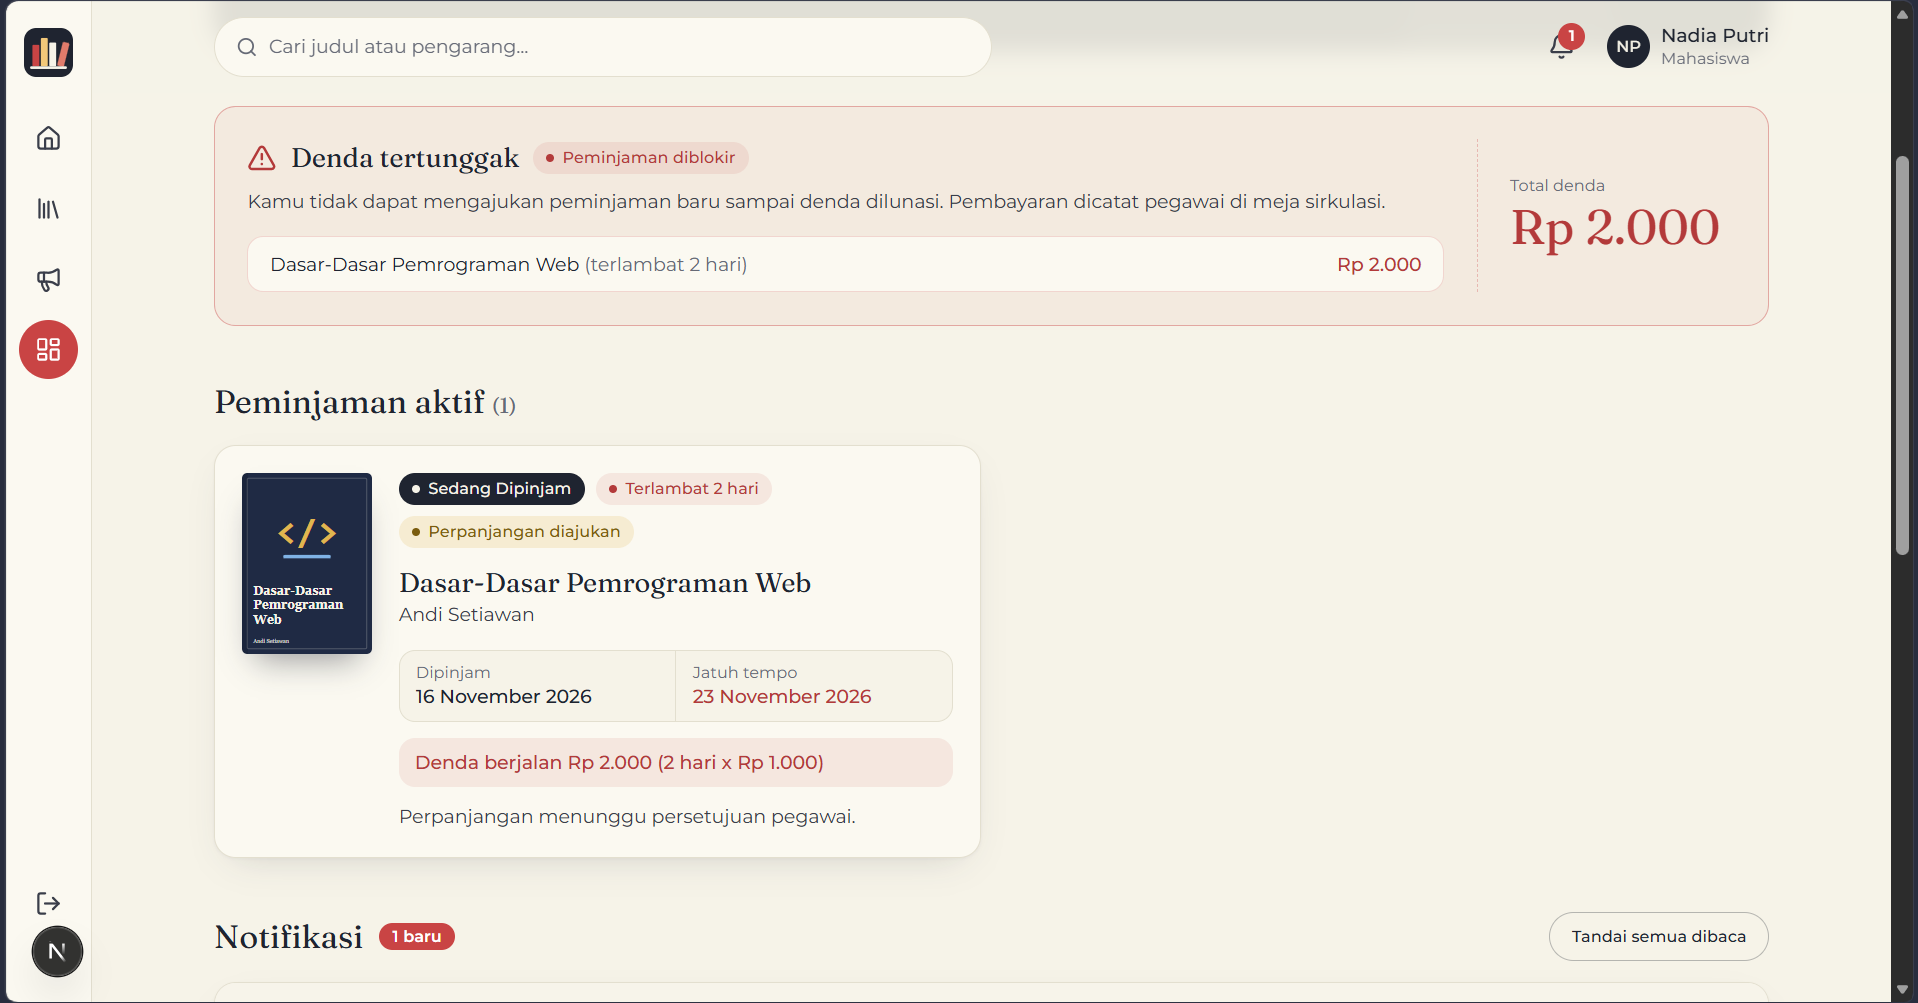 Cari judul atau pengarang...
1
NP
Nadia Putri
Mahasiswa
Denda tertunggak
Peminjaman diblokir
Kamu tidak dapat mengajukan peminjaman baru sampai denda dilunasi. Pembayaran dicatat pegawai di meja sirkulasi.
Dasar-Dasar Pemrograman Web (terlambat 2 hari)
Rp 2.000
Total denda
Rp 2.000
Peminjaman aktif (1)
</>
Dasar-Dasar
Pemrograman
Web
Andi Setiawan
Sedang Dipinjam
Terlambat 2 hari
Perpanjangan diajukan
Dasar-Dasar Pemrograman Web
Andi Setiawan
Dipinjam
16 November 2026
Jatuh tempo
23 November 2026
Denda berjalan Rp 2.000 (2 hari x Rp 1.000)
Perpanjangan menunggu persetujuan pegawai.
N
Notifikasi
1 baru
Tandai semua dibaca